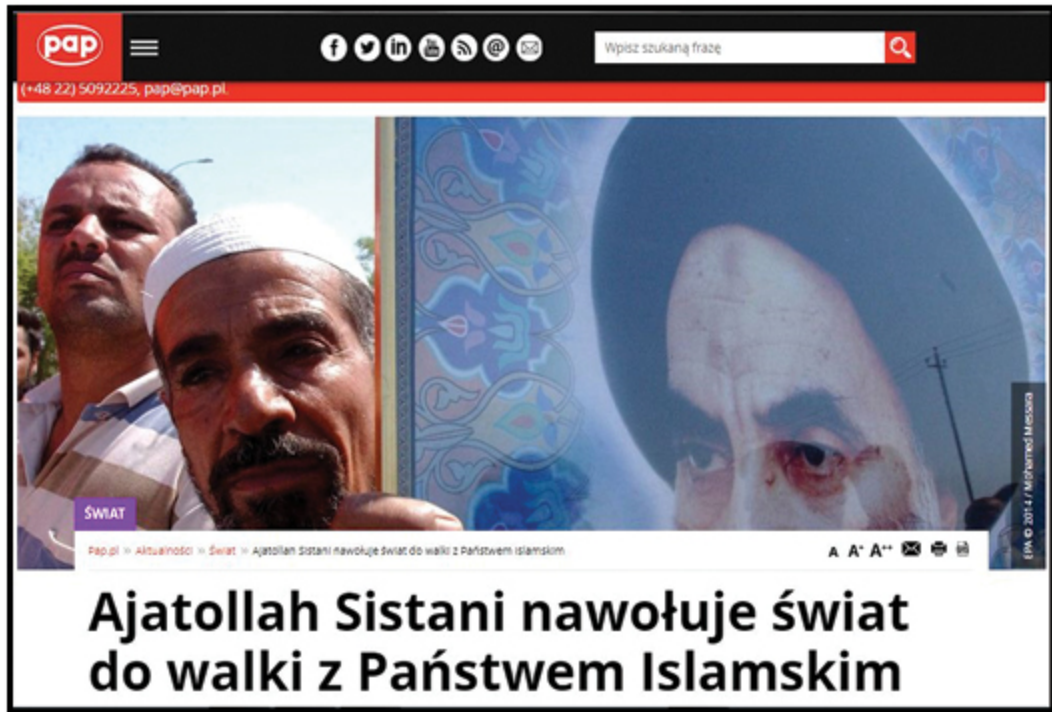 pap
Wpisz szukaną frazę
(+48 22) 5092225, pap@pap.pl.
EPA © 2014 / Mohamed Messara
ŚWIAT
Pap.pl » Aktualności » Świat » Ajatollah Sistani nawołuje świat do walki z Państwem Islamskim
A A+ A++
Ajatollah Sistani nawołuje świat
do walki z Państwem Islamskim